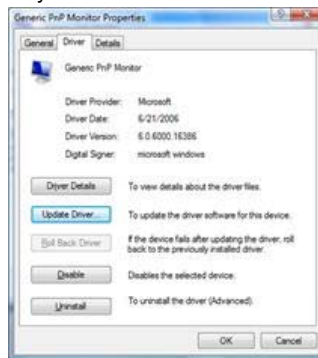 Generic PnP Monitor Properties
General Driver Details
Generic PnP Monitor
Driver Provider: Microsoft
Driver Date: 6/21/2006
Driver Version: 6.0.6000.16386
Digital Signer: microsoft windows
Driver Details To view details about the driver files.
Update Driver... To update the driver software for this device.
Roll Back Driver If the device fails after updating the driver, roll
back to the previously installed driver.
Disable Disables the selected device.
Uninstall To uninstall the driver (Advanced).
OK Cancel